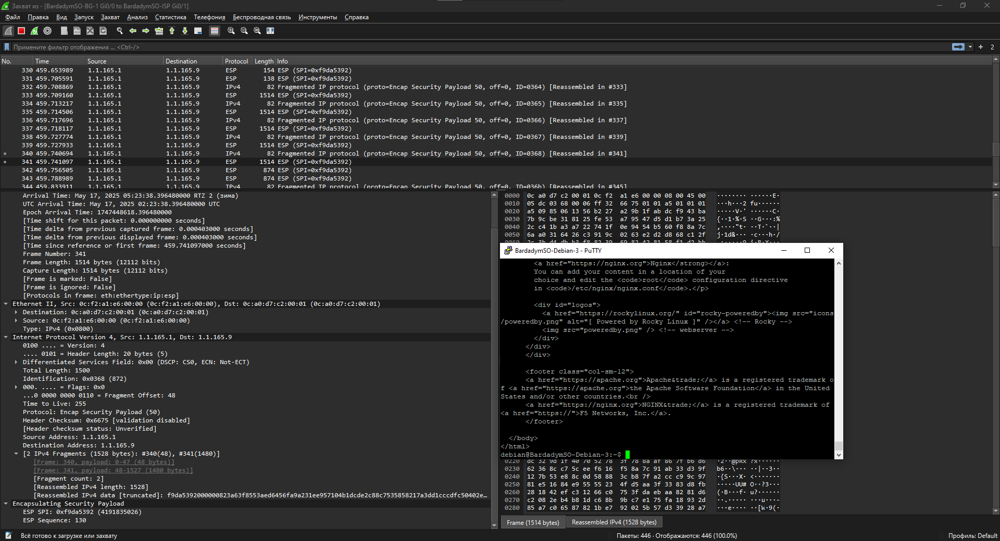 Захват из - [BardadymSO-BG-1 Gi0/0 to BardadymSO-ISP Gi0/1]
Файл Правка Вид Запуск Захват Анализ Статистика Телефония Беспроводная связь Инструменты Справка
Примените фильтр отображения ... <Ctrl-/>
+ 2
No. Time Source Destination Protocol Length Info
330 459.653989 1.1.165.1 1.1.165.9 ESP 154 ESP (SPI=0xf9da5392)
331 459.705591 1.1.165.1 1.1.165.9 ESP 138 ESP (SPI=0xf9da5392)
332 459.708869 1.1.165.1 1.1.165.9 IPv4 82 Fragmented IP protocol (proto=Encap Security Payload 50, off=0, ID=0364) [Reassembled in #333]
333 459.709160 1.1.165.1 1.1.165.9 ESP 1514 ESP (SPI=0xf9da5392)
334 459.713217 1.1.165.1 1.1.165.9 IPv4 82 Fragmented IP protocol (proto=Encap Security Payload 50, off=0, ID=0365) [Reassembled in #335]
335 459.714506 1.1.165.1 1.1.165.9 ESP 1514 ESP (SPI=0xf9da5392)
336 459.717696 1.1.165.1 1.1.165.9 IPv4 82 Fragmented IP protocol (proto=Encap Security Payload 50, off=0, ID=0366) [Reassembled in #337]
337 459.718117 1.1.165.1 1.1.165.9 ESP 1514 ESP (SPI=0xf9da5392)
338 459.727774 1.1.165.1 1.1.165.9 IPv4 82 Fragmented IP protocol (proto=Encap Security Payload 50, off=0, ID=0367) [Reassembled in #339]
339 459.727933 1.1.165.1 1.1.165.9 ESP 1514 ESP (SPI=0xf9da5392)
340 459.740694 1.1.165.1 1.1.165.9 IPv4 82 Fragmented IP protocol (proto=Encap Security Payload 50, off=0, ID=0368) [Reassembled in #341]
341 459.741097 1.1.165.1 1.1.165.9 ESP 1514 ESP (SPI=0xf9da5392)
342 459.756505 1.1.165.1 1.1.165.9 ESP 874 ESP (SPI=0xf9da5392)
343 459.788989 1.1.165.1 1.1.165.9 ESP 874 ESP (SPI=0xf9da5392)
344 459.833911 1.1.165.1 1.1.165.9 IPv4 82 Fragmented IP protocol (proto=Encap Security Payload 50, off=0, ID=036b) [Reassembled in #345]
Arrival Time: May 17, 2025 05:23:38.396480000 RTZ 2 (зима)
UTC Arrival Time: May 17, 2025 02:23:38.396480000 UTC
Epoch Arrival Time: 1747448618.396480000
[Time shift for this packet: 0.000000000 seconds]
[Time delta from previous captured frame: 0.000403000 seconds]
[Time delta from previous displayed frame: 0.000403000 seconds]
[Time since reference or first frame: 459.741097000 seconds]
Frame Number: 341
Frame Length: 1514 bytes (12112 bits)
Capture Length: 1514 bytes (12112 bits)
[Frame is marked: False]
[Frame is ignored: False]
[Protocols in frame: eth:ethertype:ip:esp]
Ethernet II, Src: 0c:f2:a1:e6:00:00 (0c:f2:a1:e6:00:00), Dst: 0c:a0:d7:c2:00:01 (0c:a0:d7:c2:00:01)
Destination: 0c:a0:d7:c2:00:01 (0c:a0:d7:c2:00:01)
Source: 0c:f2:a1:e6:00:00 (0c:f2:a1:e6:00:00)
Type: IPv4 (0x0800)
Internet Protocol Version 4, Src: 1.1.165.1, Dst: 1.1.165.9
0100 .... = Version: 4
.... 0101 = Header Length: 20 bytes (5)
Differentiated Services Field: 0x00 (DSCP: CS0, ECN: Not-ECT)
Total Length: 1500
Identification: 0x0368 (872)
000. .... = Flags: 0x0
...0 0000 0000 0110 = Fragment Offset: 48
Time to Live: 255
Protocol: Encap Security Payload (50)
Header Checksum: 0x6675 [validation disabled]
[Header checksum status: Unverified]
Source Address: 1.1.165.1
Destination Address: 1.1.165.9
[2 IPv4 Fragments (1528 bytes): #340(48), #341(1480)]
[Frame: 340, payload: 0-47 (48 bytes)]
[Frame: 341, payload: 48-1527 (1480 bytes)]
[Fragment count: 2]
[Reassembled IPv4 length: 1528]
[Reassembled IPv4 data [truncated]: f9da5392000000823a63f8553aed6456fa9a231ee957104b1dcde2c88c7535858217a3dd1cccdfc50402e…
Encapsulating Security Payload
ESP SPI: 0xf9da5392 (4191835026)
ESP Sequence: 130
0000 0c a0 d7 c2 00 01 0c f2 a1 e6 00 00 08 00 45 00 ········ ······E·
0010 05 dc 03 68 00 06 ff 32 66 75 01 01 a5 01 01 01 ···h···2 fu······
0020 a5 09 85 06 13 56 b2 27 a2 9b 1f ab dc f9 43 ba ·····V·' ······C·
0030 7b 9c be 31 81 25 fe 53 a7 95 47 d5 d1 b7 3a 25 {··1·%·S ··G···:%
0040 2c c4 1b a3 a7 22 74 1f 0e 94 54 b5 60 f8 8a 7c ,····"t· ··T·`··|
0050 6a a0 31 64 26 c3 91 9c 02 63 e2 d2 d8 68 c1 2f j·1d&··· ·c···h·/
BardadymSO-Debian-3 - PuTTY
<a href="https://nginx.org">Nginx</strong></a>:
You can add your content in a location of your
choice and edit the <code>root</code> configuration directive
in <code>/etc/nginx/nginx.conf</code>.</p>
<div id="logos">
<a href="https://rockylinux.org/" id="rocky-poweredby"><img src="icons
/poweredby.png" alt="[ Powered by Rocky Linux ]" /></a> <!-- Rocky -->
<img src="poweredby.png" /> <!-- webserver -->
</div>
</div>
</div>
<footer class="col-sm-12">
<a href="https://apache.org">Apache&trade;</a> is a registered trademark o
f <a href="https://apache.org">the Apache Software Foundation</a> in the United
States and/or other countries.<br />
<a href="https://nginx.org">NGINX&trade;</a> is a registered trademark of
<a href="https://">F5 Networks, Inc.</a>.
</footer>
</body>
</html>
debian@BardadymSO-Debian-3:~$
0220 dc 32 9d 1f 40 70 52 78 3f 78 8a af 86 7f b6 d6 ·2··@pRx ?x······
0230 62 36 8c c7 5c ee f6 16 f5 8a 7c 91 ab 33 d3 9f b6··\··· ··|··3··
0240 12 7b 53 e8 8c 0d 58 88 3c b8 7f a2 cc c9 9c 97 ·{S···X· <·······
0250 81 e5 16 84 e9 55 55 23 4f d5 aa 3f 33 83 d8 fb ·····UU# O··?3···
0260 28 18 42 ef c3 12 66 c0 75 3f da eb aa 82 81 d6 (·B···f· u?······
0270 c2 08 2e b4 b8 1d c6 8b 9b c7 e1 75 fa 18 93 2d ··.····· ···u···-
0280 85 a7 c0 65 87 82 1b e7 92 02 5b 57 d3 39 28 a7 ···e···· ··[W·9(·
Frame (1514 bytes) Reassembled IPv4 (1528 bytes)
Всё готово к загрузке или захвату Пакеты: 446 · Отображаются: 446 (100.0%) Профиль: Default